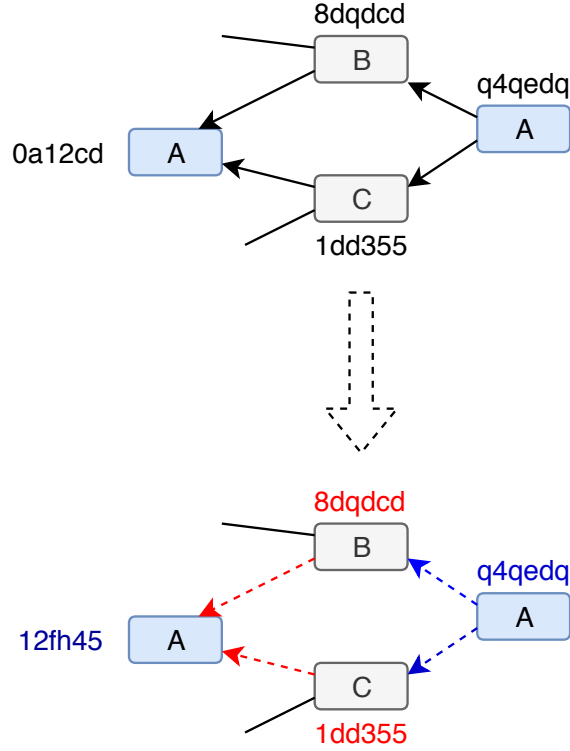 8dqdcd
B
q4qedq
A
0a12cd
A
C
1dd355
8dqdcd
B
q4qedq
A
12fh45
A
C
1dd355